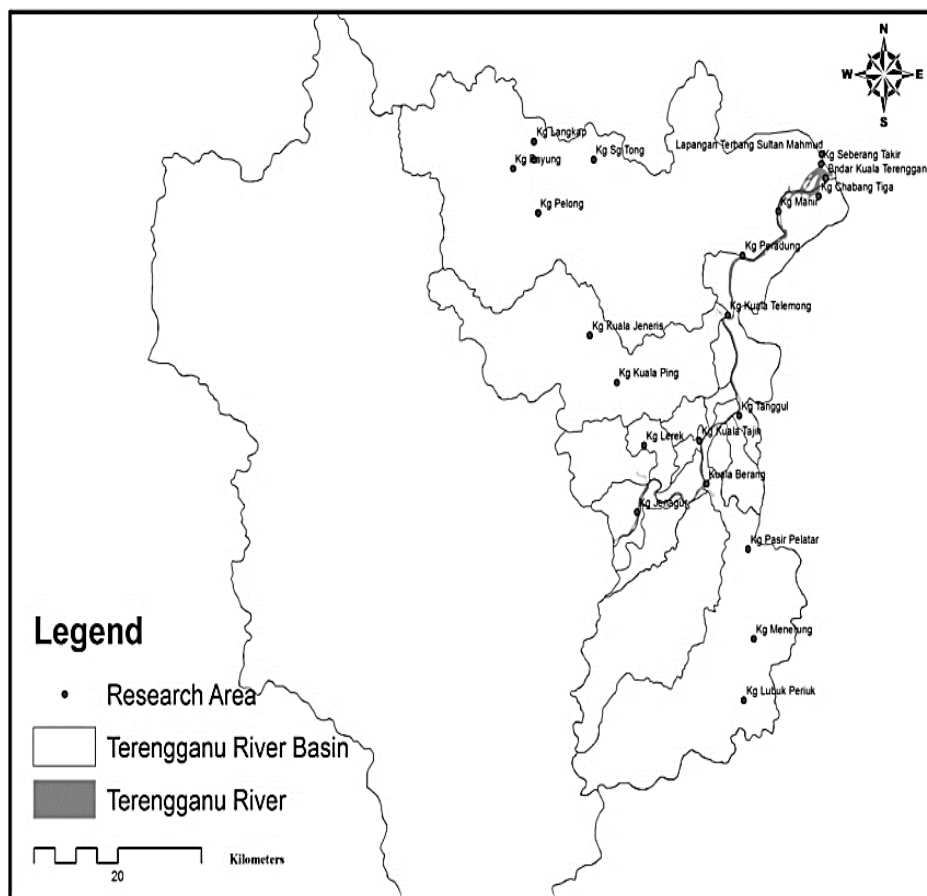 N
W
E
S
Kg Langkap
Kg Sg Tong
Lapangan Terbang Sultan Mahmud
Kg Seberang Takir
Bndar Kuala Terenggan
Kg Chabang Tiga
Kg Manir
Kg Payung
Kg Pelong
Kg Peradung
Kg Kuala Telemong
Kg Kuala Jeneris
Kg Kuala Ping
Kg Tanggul
Kg Kuala Tajin
Kg Lerek
Kuala Berang
Kg Jenagur
Kg Pasir Pelatar
Kg Menerung
Kg Lubuk Periuk
Legend
Research Area
Terengganu River Basin
Terengganu River
Kilometers
20